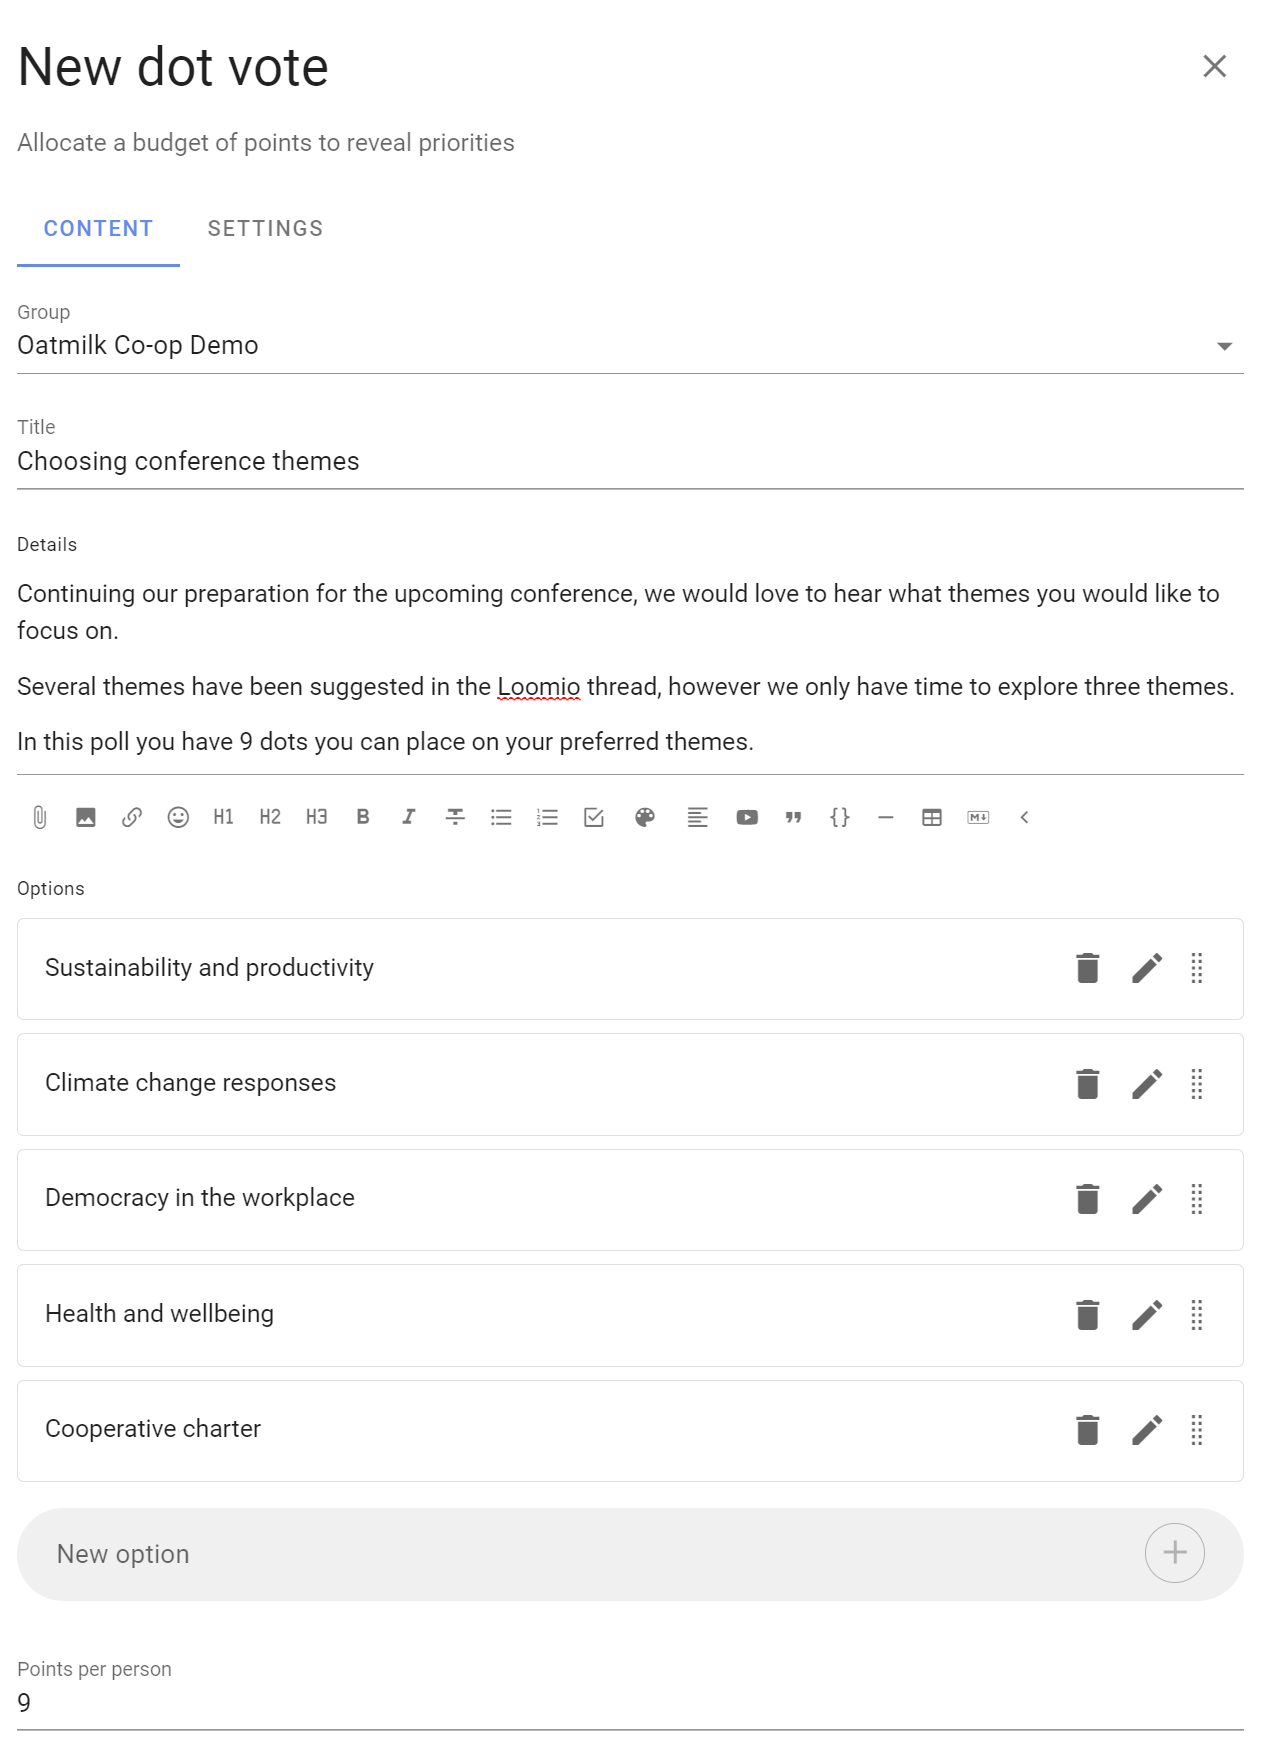 New dot vote
Allocate a budget of points to reveal priorities
CONTENT SETTINGS
Group
Oatmilk Co-op Demo
Title
Choosing conference themes
Details
Continuing our preparation for the upcoming conference, we would love to hear what themes you would like to
focus on.
Several themes have been suggested in the Loomio thread, however we only have time to explore three themes.
In this poll you have 9 dots you can place on your preferred themes.
H1 H2 H3 B I T 1 2 3 " {} M↓ <
Options
Sustainability and productivity
Climate change responses
Democracy in the workplace
Health and wellbeing
Cooperative charter
New option
Points per person
9